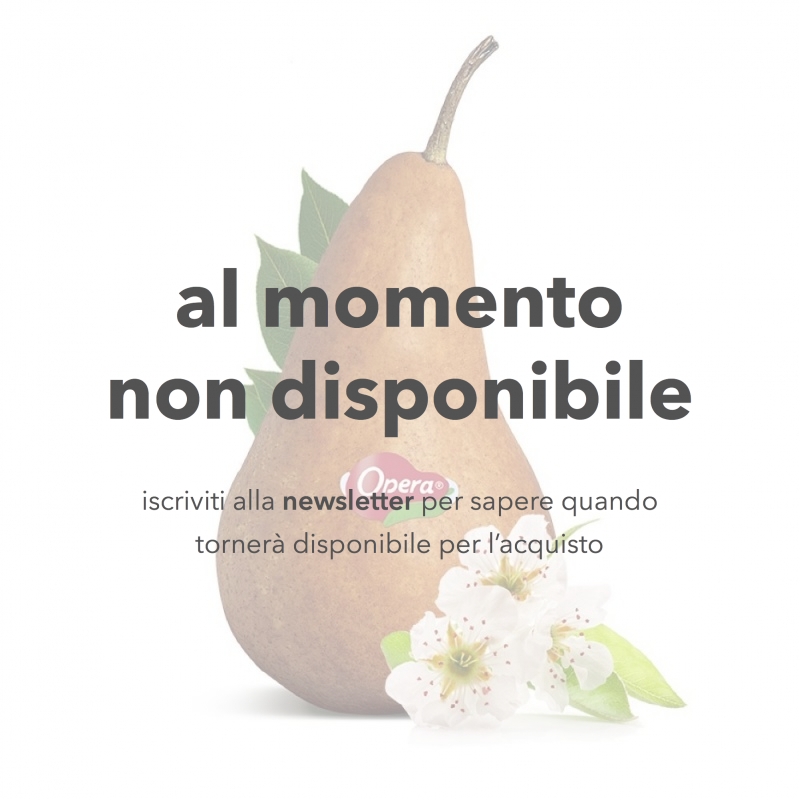 al momento
non disponibile
Opera®
iscriviti alla newsletter per sapere quando
tornerà disponibile per l’acquisto